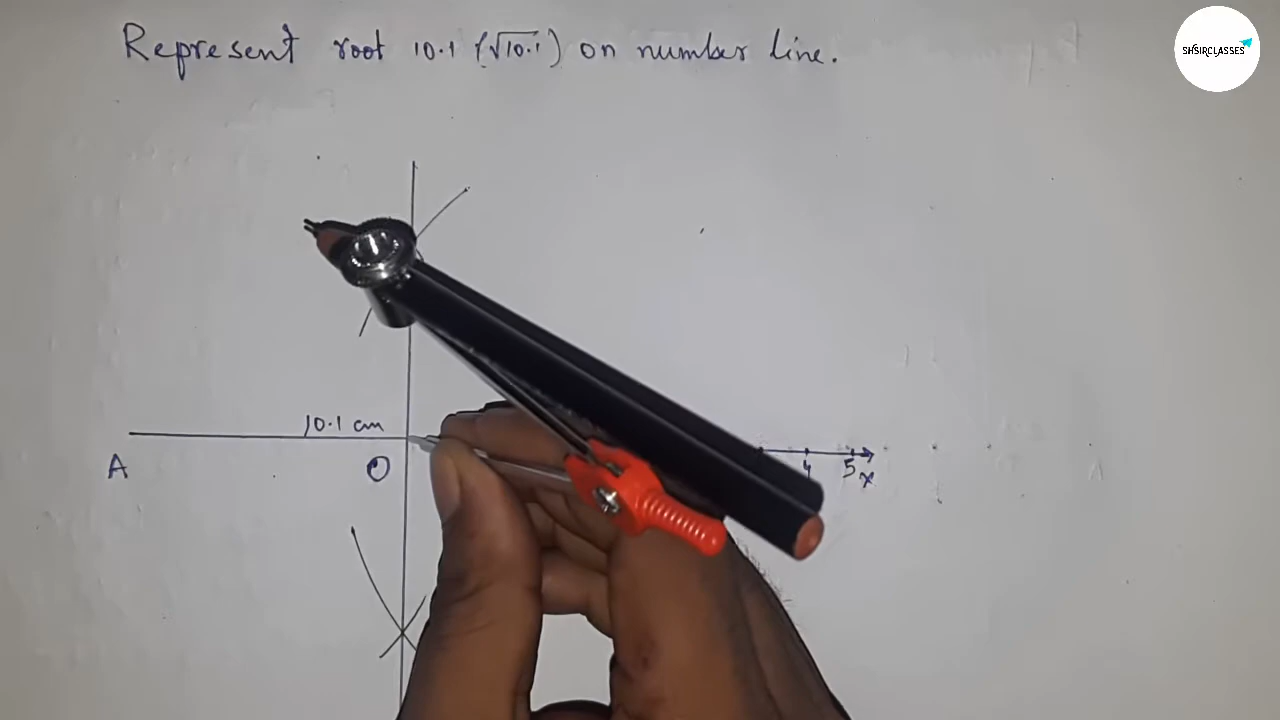 Represent root 10.1 (√10.1) on number line.
SHSIRCLASSES
10.1 cm
A O 4 5 x